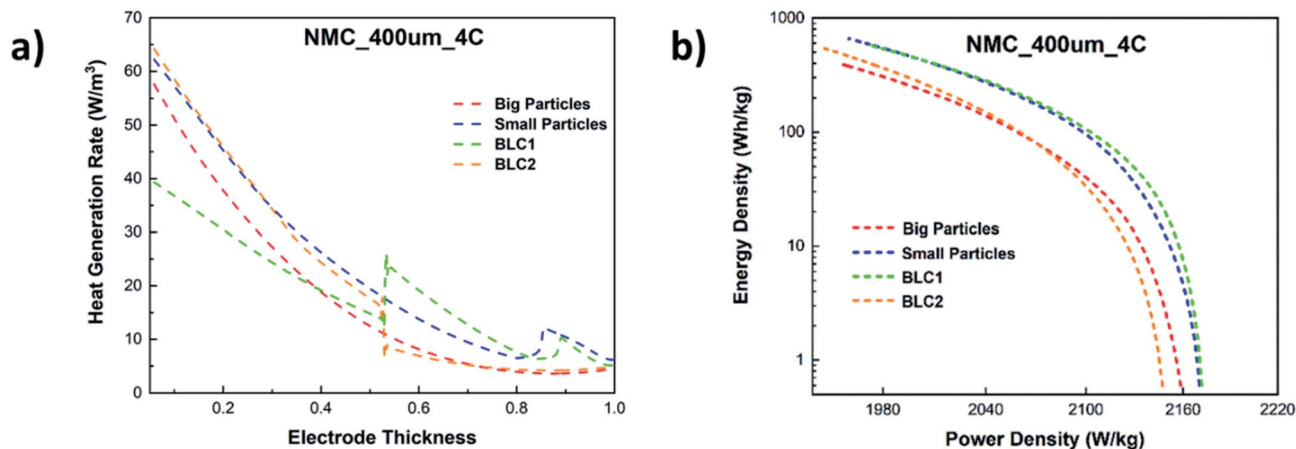 a)
NMC_400um_4C
Heat Generation Rate (W/m³)
70
60
50
40
30
20
10
0
Big Particles
Small Particles
BLC1
BLC2
0.2
0.4
0.6
0.8
1.0
Electrode Thickness
b)
NMC_400um_4C
Energy Density (Wh/kg)
1000
100
10
1
Big Particles
Small Particles
BLC1
BLC2
1980
2040
2100
2160
2220
Power Density (W/kg)